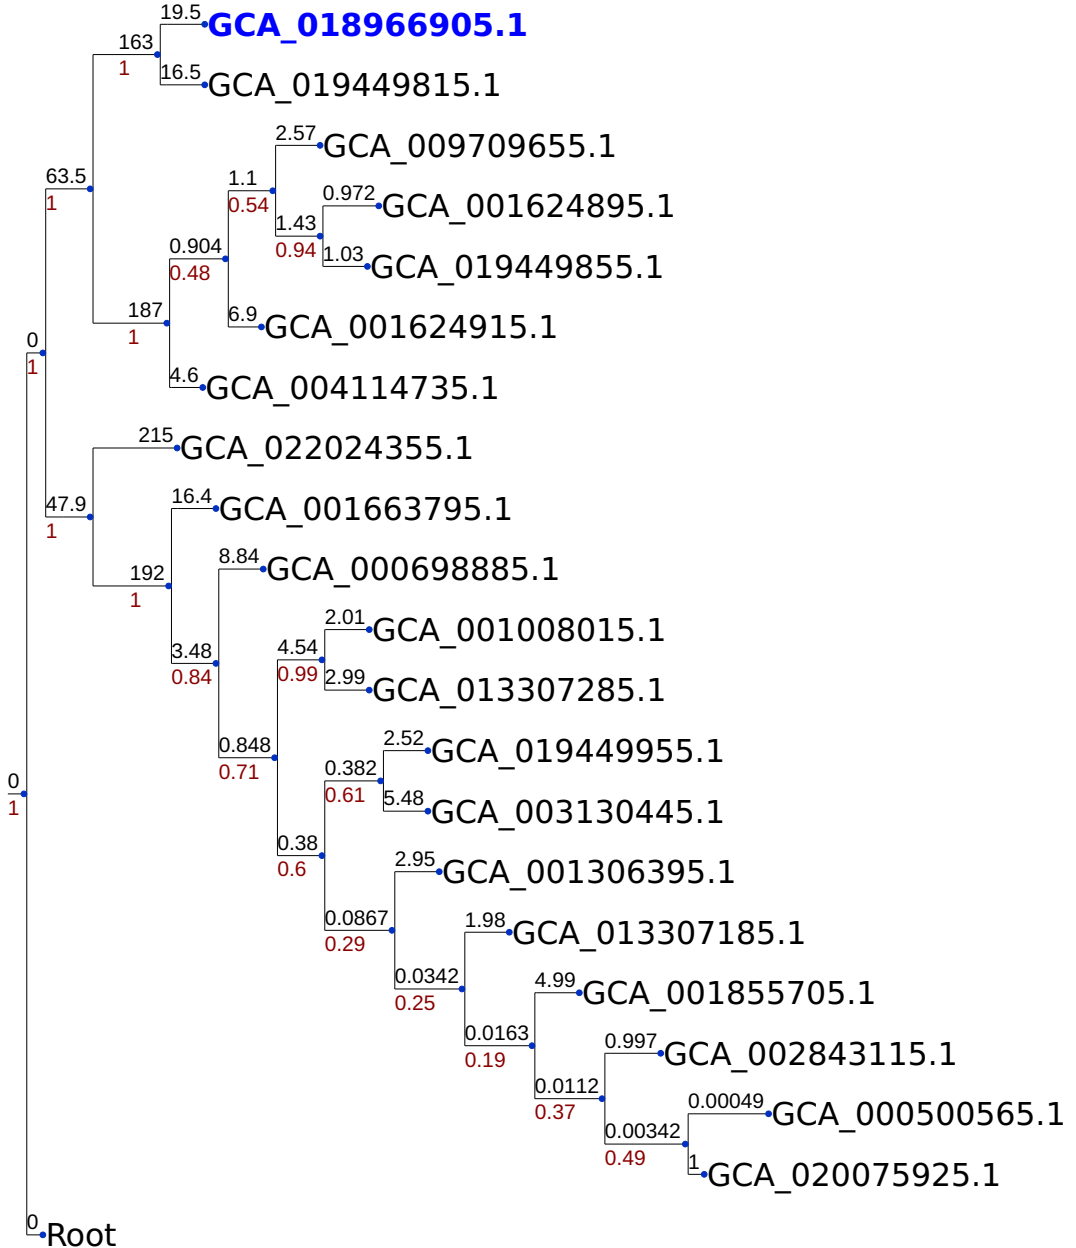 19.5 GCA_018966905.1
163
1
16.5 GCA_019449815.1
2.57 GCA_009709655.1
63.5
1
1.1
0.54
0.972 GCA_001624895.1
1.43
0.94
0.904
0.48
1.03 GCA_019449855.1
187
1
6.9 GCA_001624915.1
0
1
4.6 GCA_004114735.1
215 GCA_022024355.1
47.9
1
16.4 GCA_001663795.1
192
1
8.84 GCA_000698885.1
2.01 GCA_001008015.1
3.48
0.84
4.54
0.99
2.99 GCA_013307285.1
0.848
0.71
2.52 GCA_019449955.1
0.382
0.61
0
1
5.48 GCA_003130445.1
0.38
0.6
2.95 GCA_001306395.1
0.0867
0.29
1.98 GCA_013307185.1
0.0342
0.25
4.99 GCA_001855705.1
0.0163
0.19
0.997 GCA_002843115.1
0.0112
0.37
0.00049 GCA_000500565.1
0.00342
0.49
1 GCA_020075925.1
0 Root